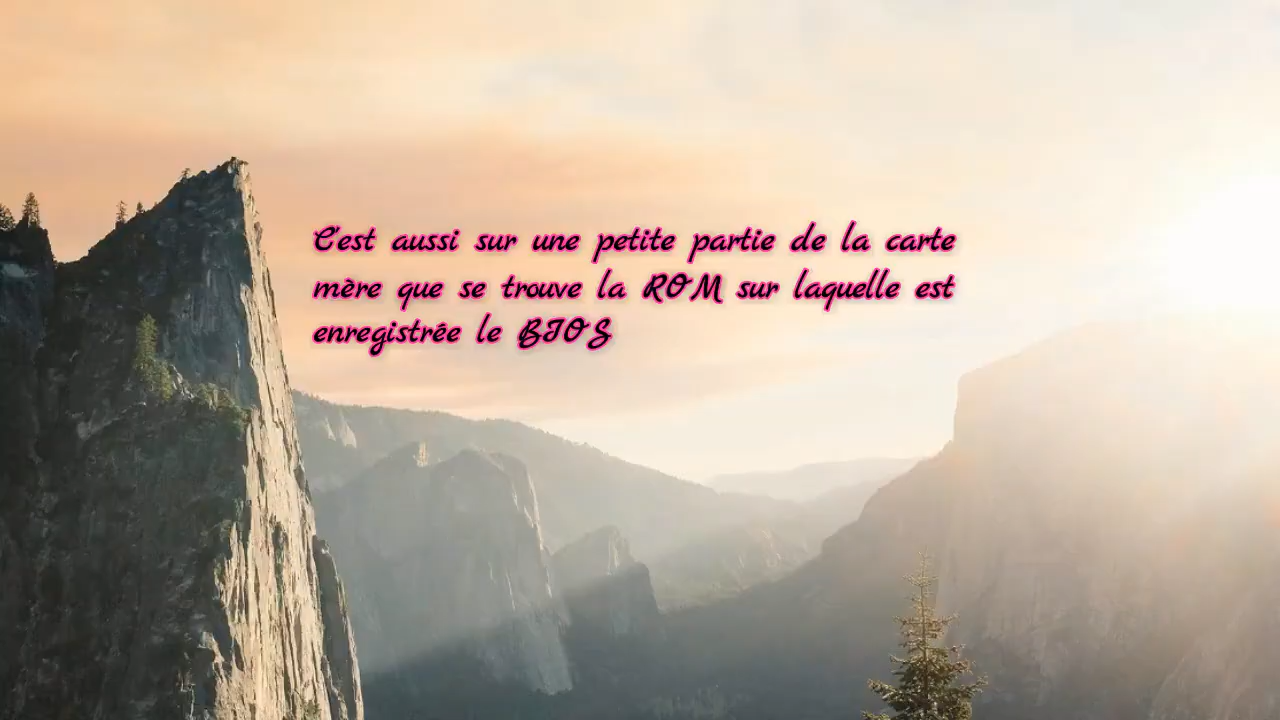 C'est aussi sur une petite partie de la carte
mère que se trouve la ROM sur laquelle est
enregistrée le BIOS